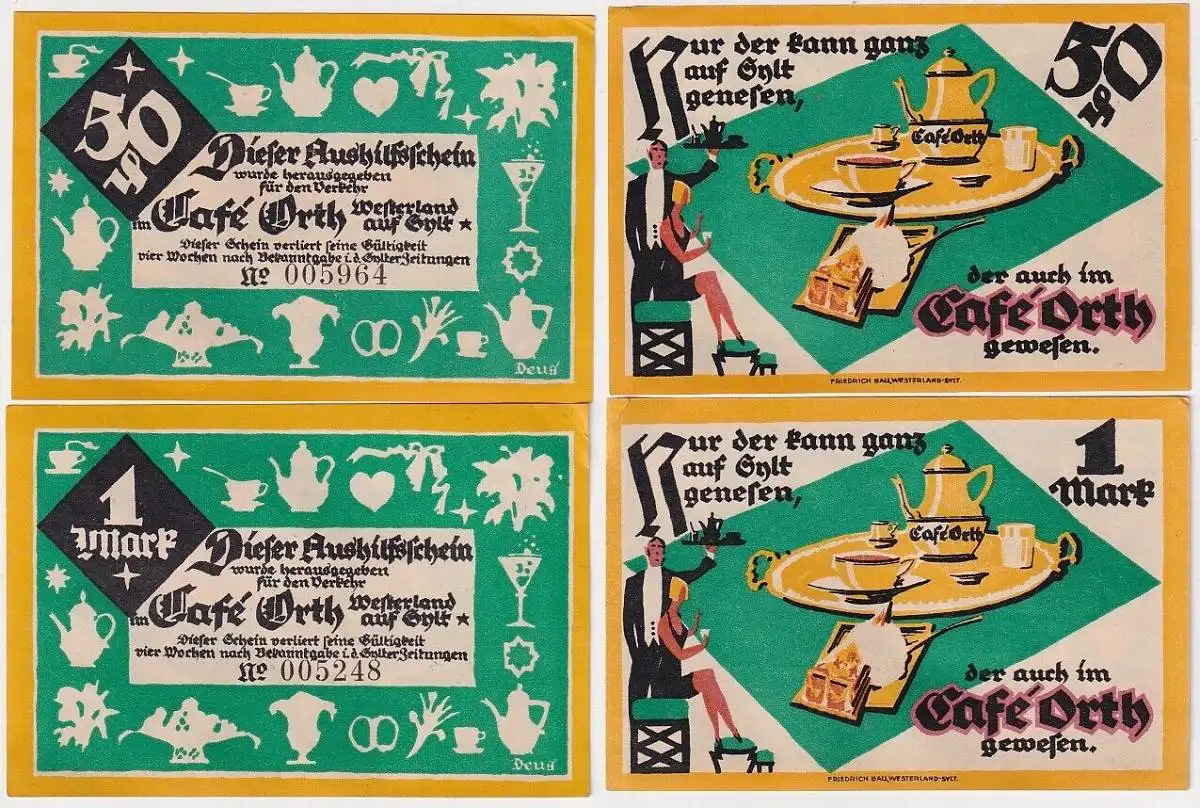 50
₰
Dieser Aushilfsschein
wurde herausgegeben
für den Verkehr
im Café Orth Westerland
auf Sylt
Dieser Schein verliert seine Gültigkeit
vier Wochen nach Bekanntgabe i. d. Sylter Zeitungen
No 005964
Deus
Nur der kann ganz
auf Sylt
genesen,
50
₰
Café Orth
der auch im
Café Orth
gewesen.
FRIEDRICH BALL, WESTERLAND-SYLT.
1
Mark
Dieser Aushilfsschein
wurde herausgegeben
für den Verkehr
im Café Orth Westerland
auf Sylt
Dieser Schein verliert seine Gültigkeit
vier Wochen nach Bekanntgabe i. d. Sylter Zeitungen
No 005248
Deus
Nur der kann ganz
auf Sylt
genesen,
1
Mark
Café Orth
der auch im
Café Orth
gewesen.
FRIEDRICH BALL, WESTERLAND-SYLT.